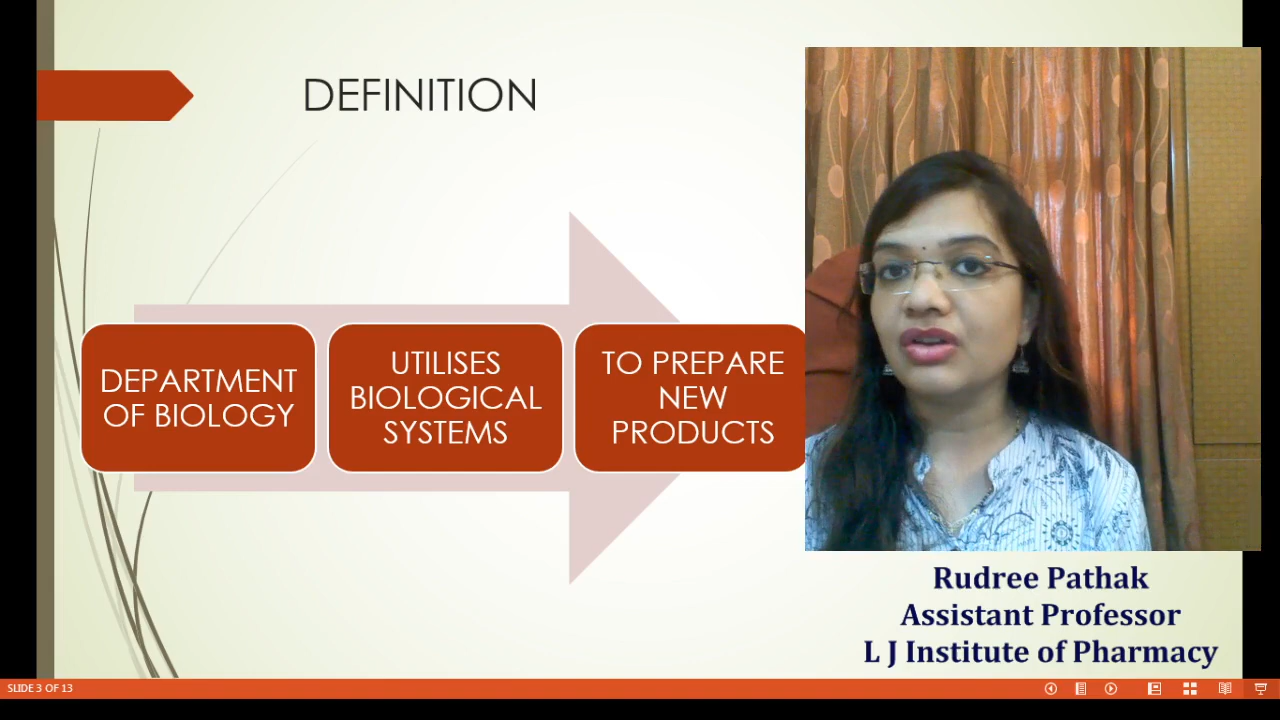 DEFINITION
DEPARTMENT
OF BIOLOGY
UTILISES
BIOLOGICAL
SYSTEMS
TO PREPARE
NEW
PRODUCTS
Rudree Pathak
Assistant Professor
L J Institute of Pharmacy
SLIDE 3 OF 13